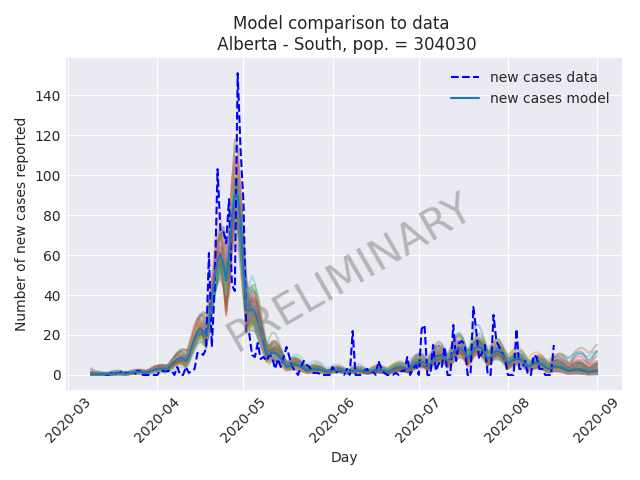 Model comparison to data
Alberta - South, pop. = 304030
new cases data
new cases model
Number of new cases reported
140
120
100
80
60
40
20
0
PRELIMINARY
2020-03
2020-04
2020-05
2020-06
2020-07
2020-08
2020-09
Day